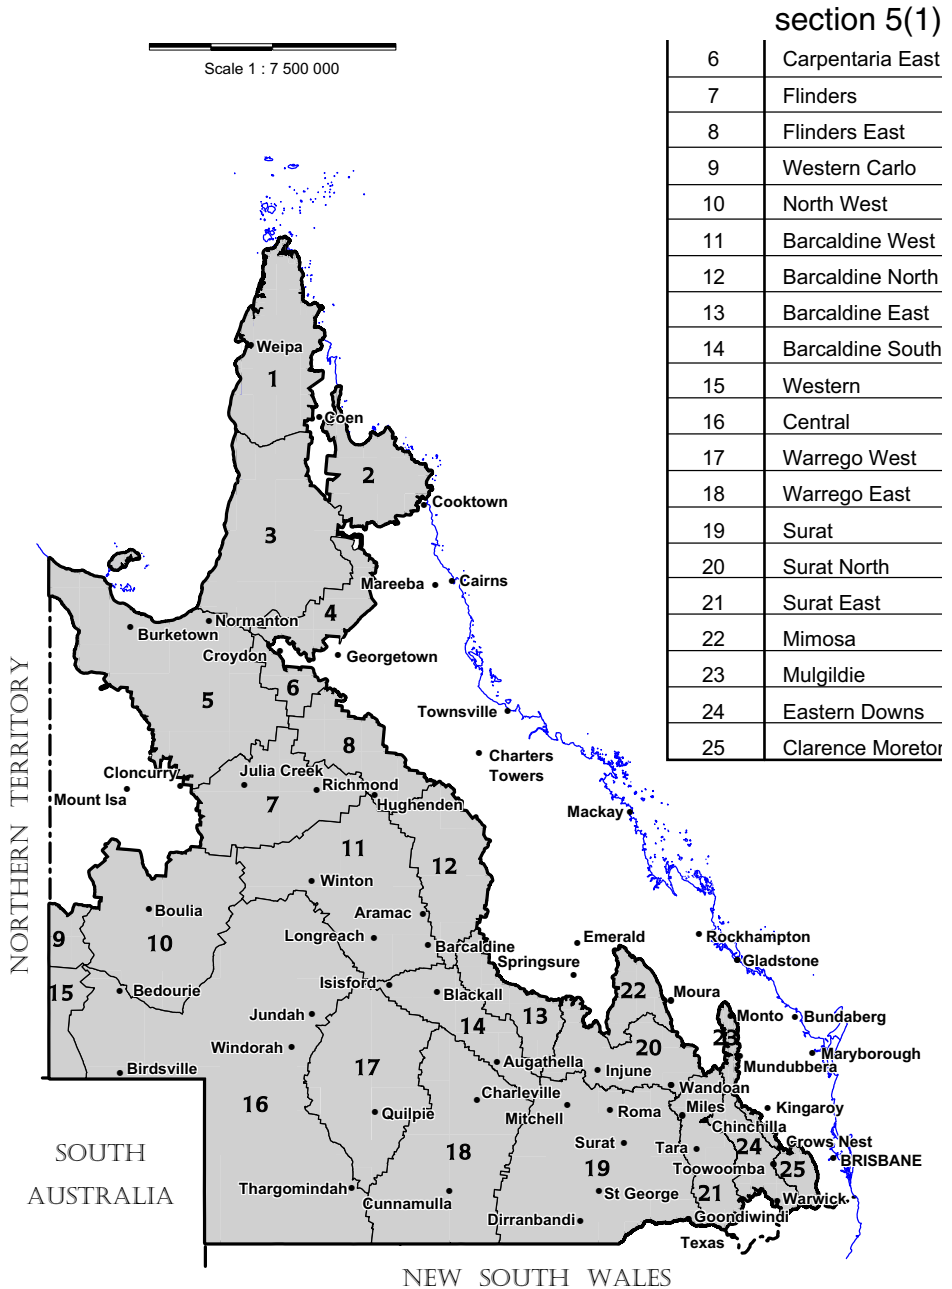 section 5(1)
Scale 1 : 7 500 000
6 Carpentaria East
7 Flinders
8 Flinders East
9 Western Carlo
10 North West
11 Barcaldine West
12 Barcaldine North
13 Barcaldine East
14 Barcaldine South
15 Western
16 Central
17 Warrego West
18 Warrego East
19 Surat
20 Surat North
21 Surat East
22 Mimosa
23 Mulgildie
24 Eastern Downs
25 Clarence Moreton
Weipa
1
Coen
2
Cooktown
3
Mareeba
Cairns
4
Normanton
Burketown
Croydon
Georgetown
6
5
Townsville
8
Charters
Towers
Cloncurry
Julia Creek
Richmond
Mount Isa
7
Hughenden
Mackay
11
12
Winton
Boulia
Aramac
9
10
Longreach
Barcaldine
Emerald
Rockhampton
Springsure
Gladstone
15
Bedourie
Isisford
Blackall
22
Moura
Jundah
14
13
Monto
Bundaberg
Windorah
20
23
Maryborough
Birdsville
17
Augathella
Injune
Mundubbera
16
Charleville
Wandoan
Quilpie
Mitchell
Roma
Miles
Kingaroy
Chinchilla
18
Surat
Tara
24
Crows Nest
19
Toowoomba
25
BRISBANE
Thargomindah
Cunnamulla
St George
21
Warwick
Dirranbandi
Goondiwindi
Texas
NORTHERN TERRITORY
SOUTH
AUSTRALIA
NEW SOUTH WALES